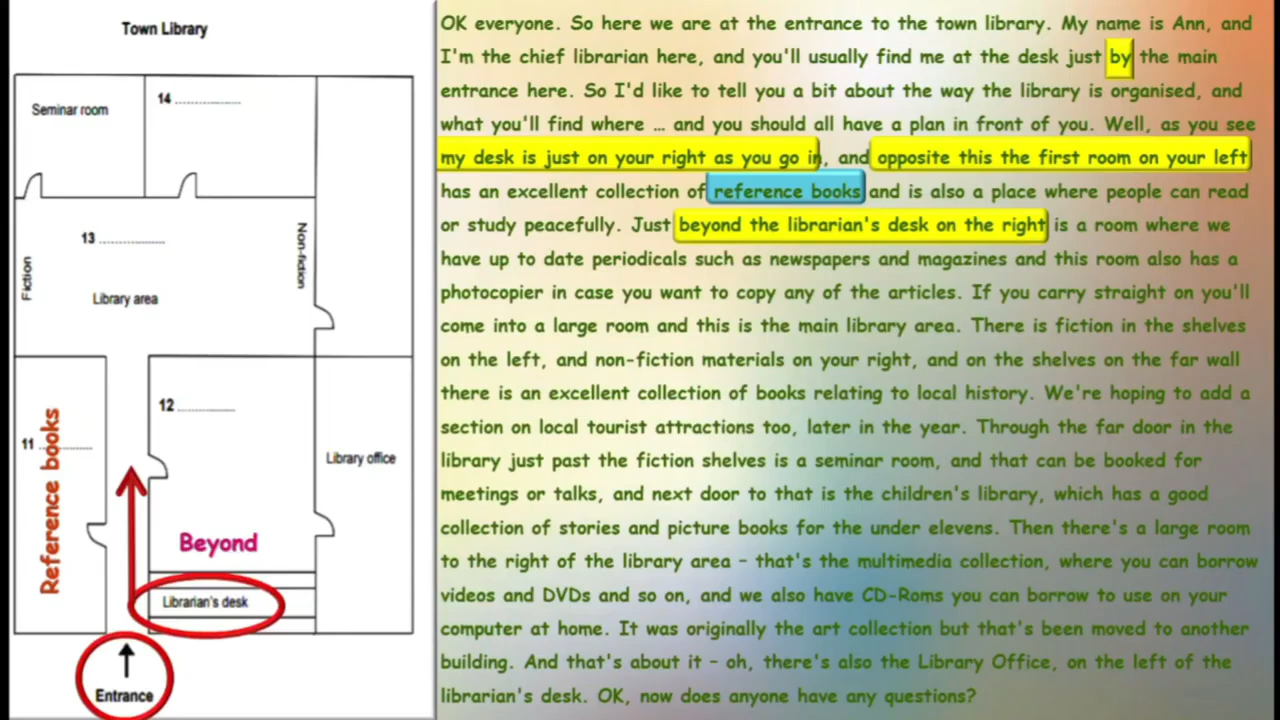 Town Library
Seminar room
14 ....................
13 ....................
Fiction
Non-fiction
Library area
12 ..................
11 ..................
Reference books
Library office
Beyond
Librarian's desk
Entrance
OK everyone. So here we are at the entrance to the town library. My name is Ann, and
I'm the chief librarian here, and you'll usually find me at the desk just by the main
entrance here. So I'd like to tell you a bit about the way the library is organised, and
what you'll find where … and you should all have a plan in front of you. Well, as you see
my desk is just on your right as you go in, and opposite this the first room on your left
has an excellent collection of reference books and is also a place where people can read
or study peacefully. Just beyond the librarian's desk on the right is a room where we
have up to date periodicals such as newspapers and magazines and this room also has a
photocopier in case you want to copy any of the articles. If you carry straight on you'll
come into a large room and this is the main library area. There is fiction in the shelves
on the left, and non-fiction materials on your right, and on the shelves on the far wall
there is an excellent collection of books relating to local history. We're hoping to add a
section on local tourist attractions too, later in the year. Through the far door in the
library just past the fiction shelves is a seminar room, and that can be booked for
meetings or talks, and next door to that is the children's library, which has a good
collection of stories and picture books for the under elevens. Then there's a large room
to the right of the library area – that's the multimedia collection, where you can borrow
videos and DVDs and so on, and we also have CD-Roms you can borrow to use on your
computer at home. It was originally the art collection but that's been moved to another
building. And that's about it – oh, there's also the Library Office, on the left of the
librarian's desk. OK, now does anyone have any questions?